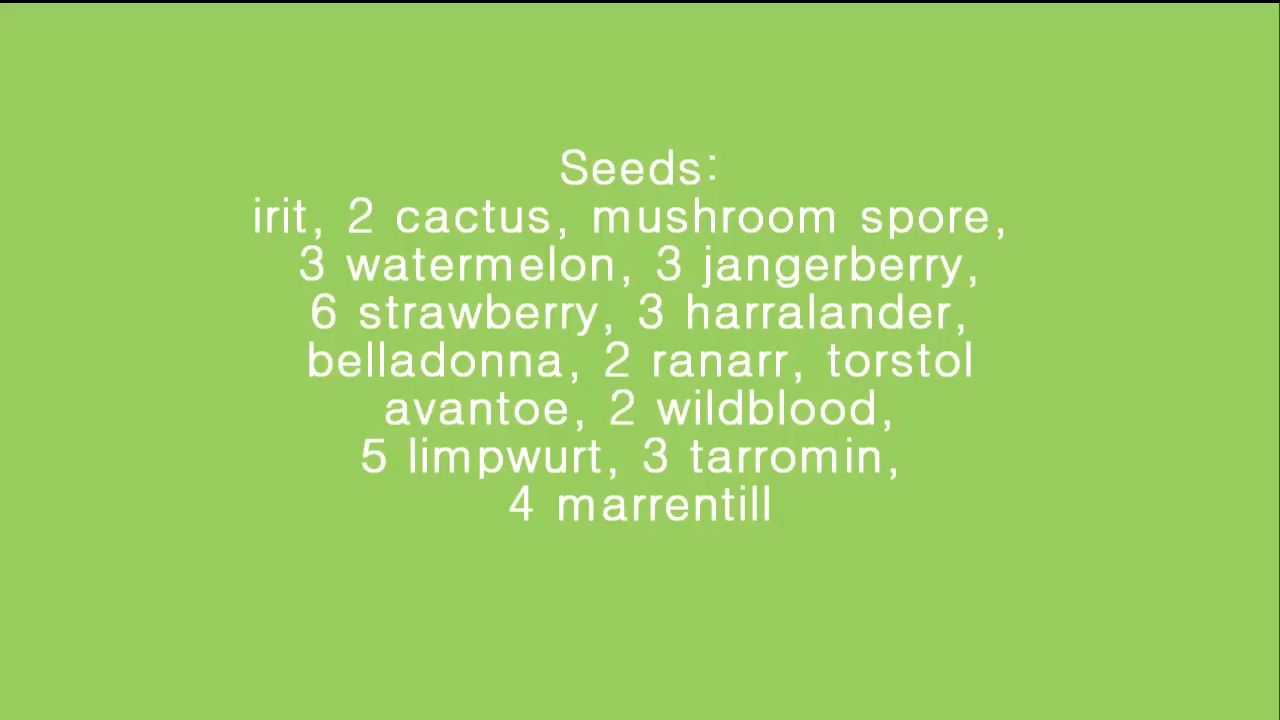 Seeds:
irit, 2 cactus, mushroom spore,
3 watermelon, 3 jangerberry,
6 strawberry, 3 harralander,
belladonna, 2 ranarr, torstol
avantoe, 2 wildblood,
5 limpwurt, 3 tarromin,
4 marrentill